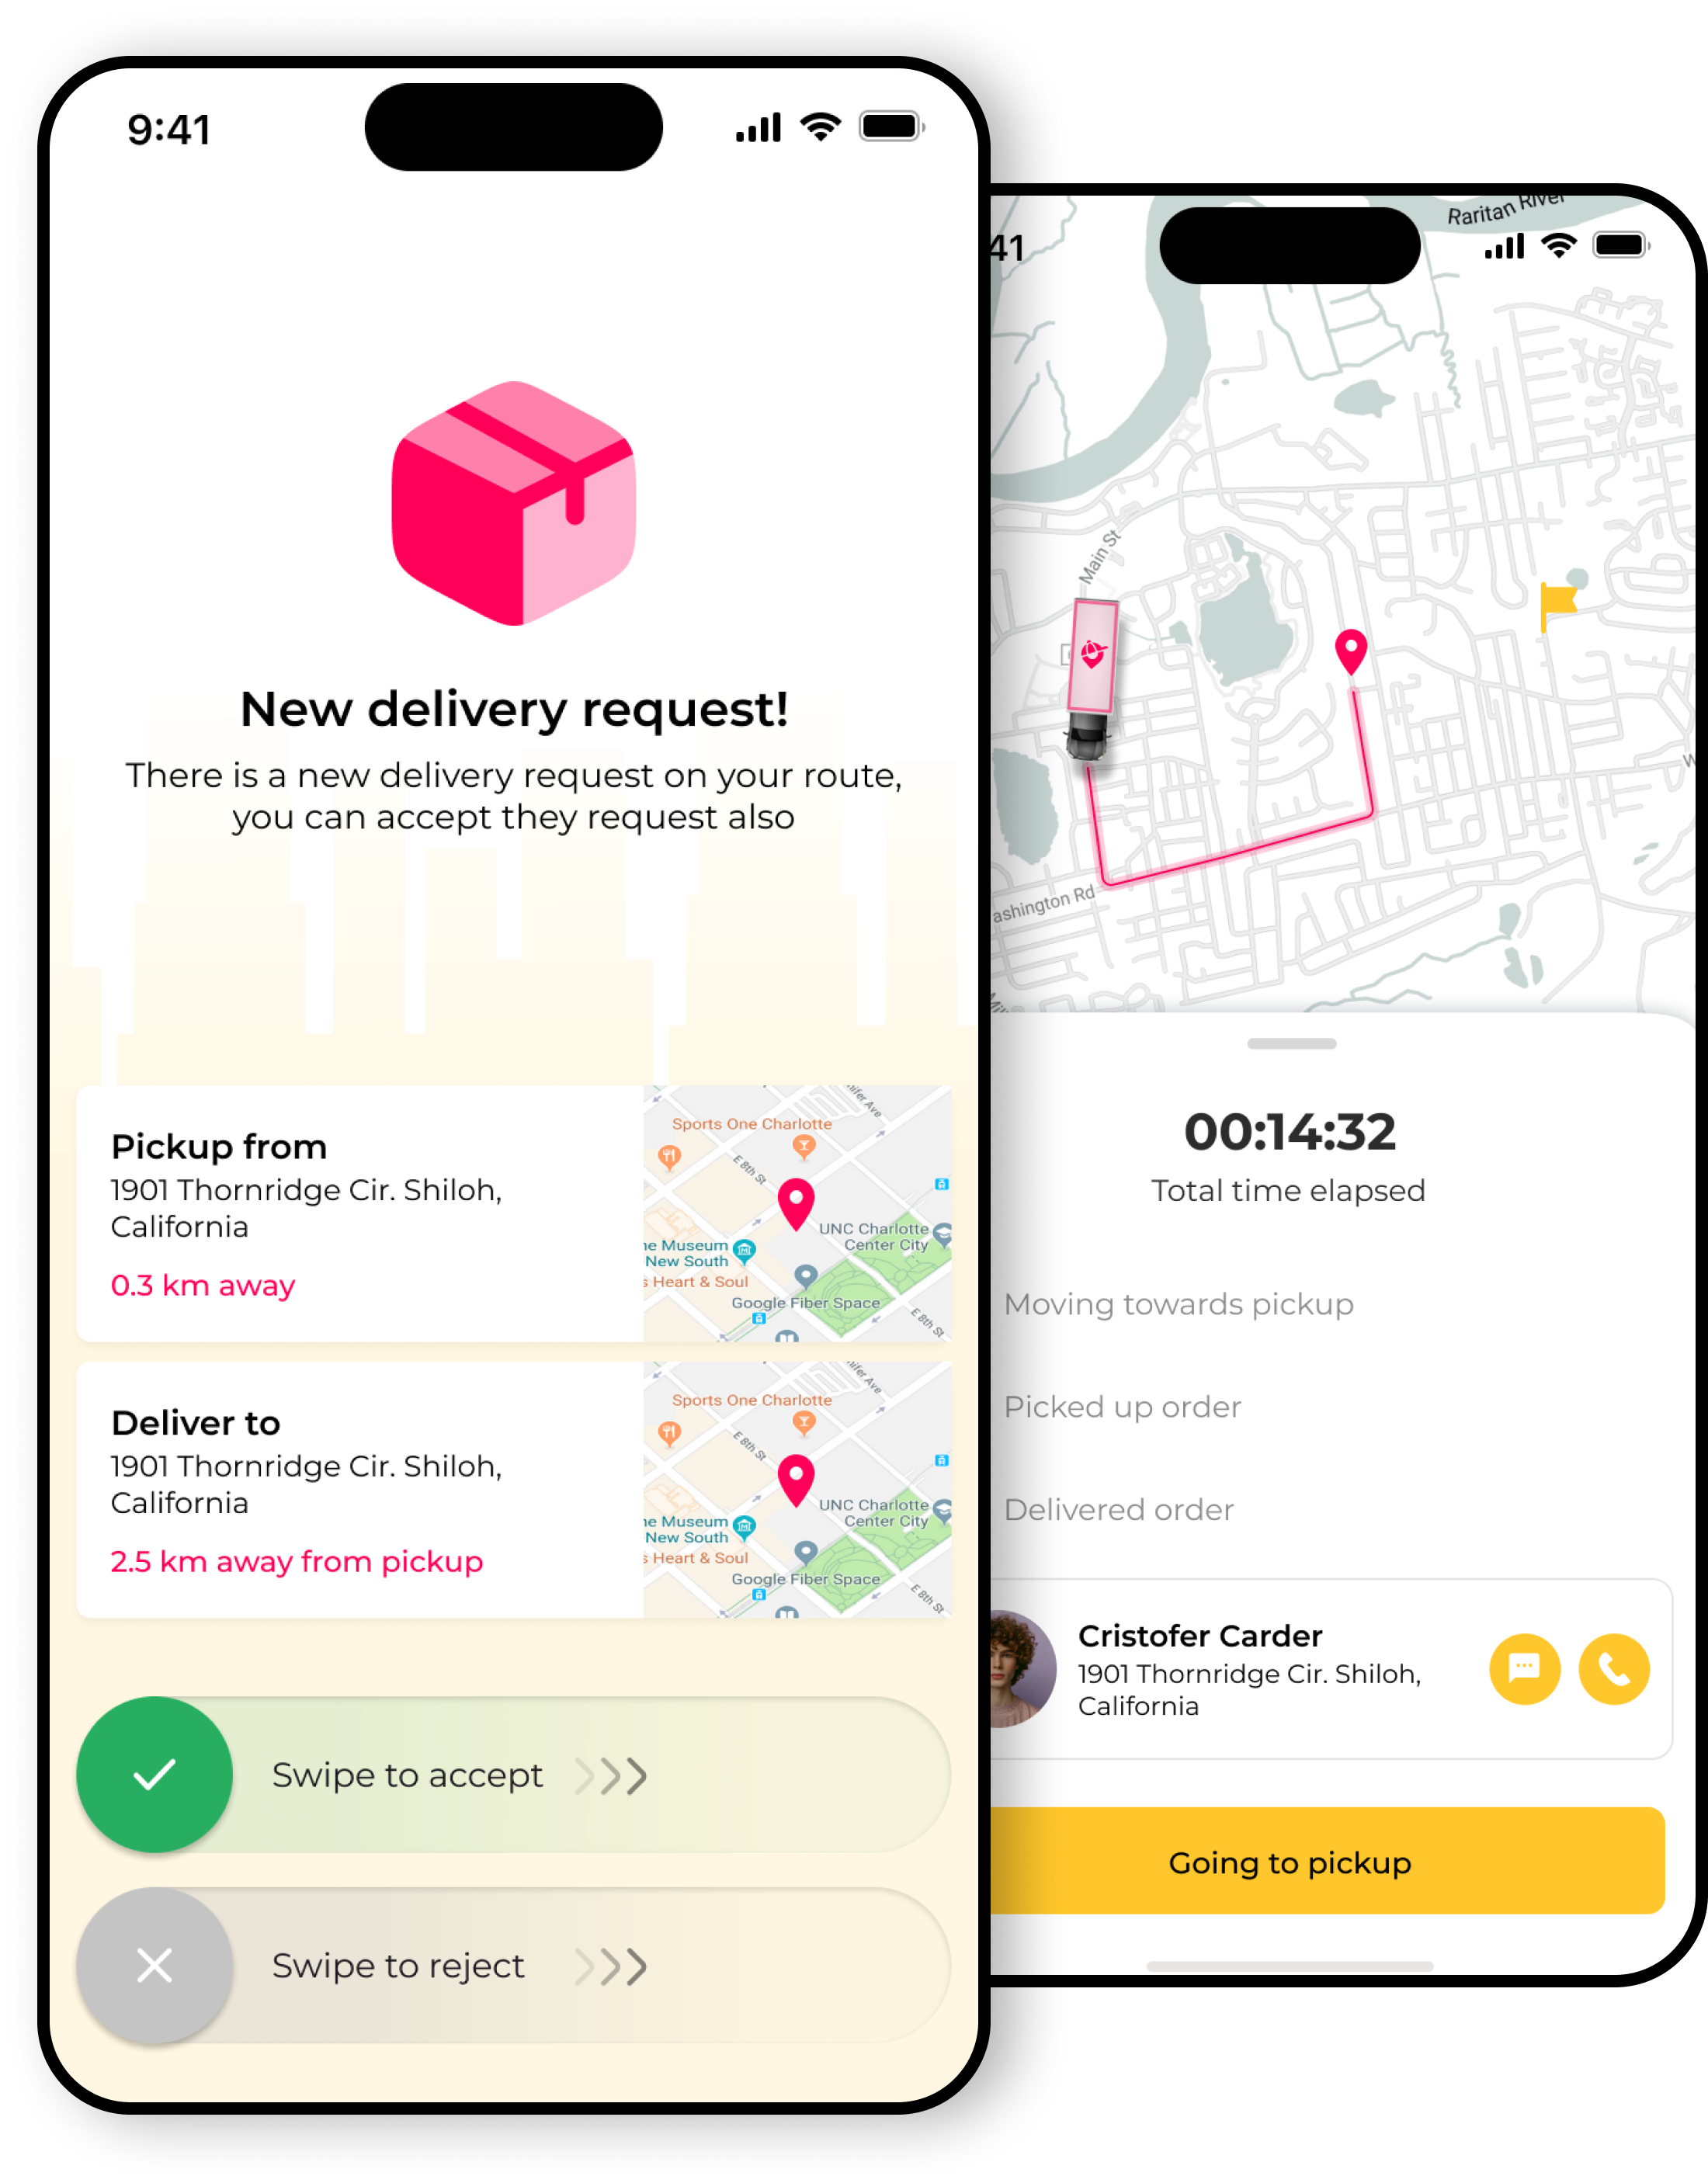 9:41
New delivery request!
There is a new delivery request on your route,
you can accept they request also
Pickup from
1901 Thornridge Cir. Shiloh,
California
0.3 km away
Sports One Charlotte
E 8th St
UNC Charlotte
Center City
Museum
New South
Heart & Soul
Google Fiber Space
E 8th St
Deliver to
1901 Thornridge Cir. Shiloh,
California
2.5 km away from pickup
Sports One Charlotte
E 8th St
UNC Charlotte
Center City
Museum
New South
Heart & Soul
Google Fiber Space
E 8th St
Swipe to accept
Swipe to reject
41
Raritan River
Main St
ashington Rd
00:14:32
Total time elapsed
Moving towards pickup
Picked up order
Delivered order
Cristofer Carder
1901 Thornridge Cir. Shiloh,
California
Going to pickup